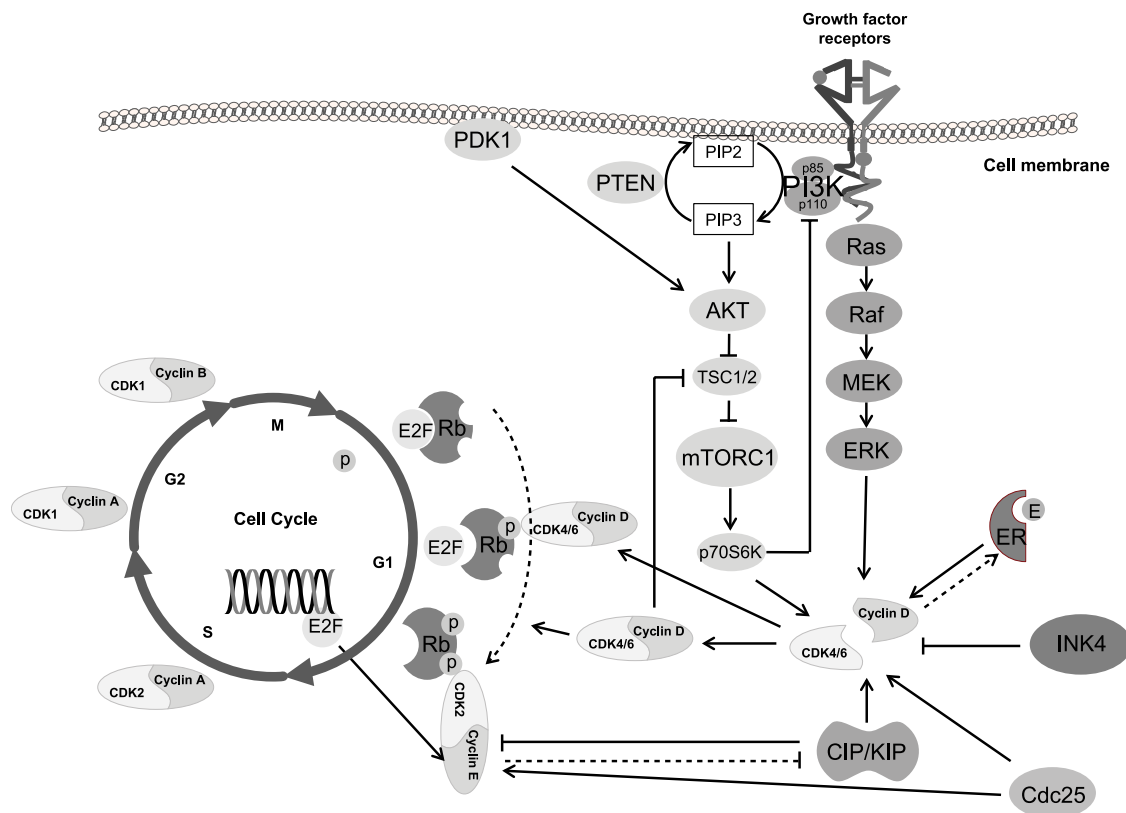 Growth factor
receptors
PDK1
PIP2
Cell membrane
PTEN
p85
PI3K
p110
PIP3
Ras
AKT
Raf
TSC1/2
MEK
CDK1 Cyclin B
M
E2F Rb
mTORC1
ERK
p
G2
CDK1 Cyclin A
Cell Cycle
E2F Rb p
CDK4/6 Cyclin D
p70S6K
ER E
G1
E2F
S
Rb p
p
CDK4/6 Cyclin D
Cyclin D
CDK4/6
INK4
CDK2 Cyclin A
CDK2
Cyclin E
CIP/KIP
Cdc25